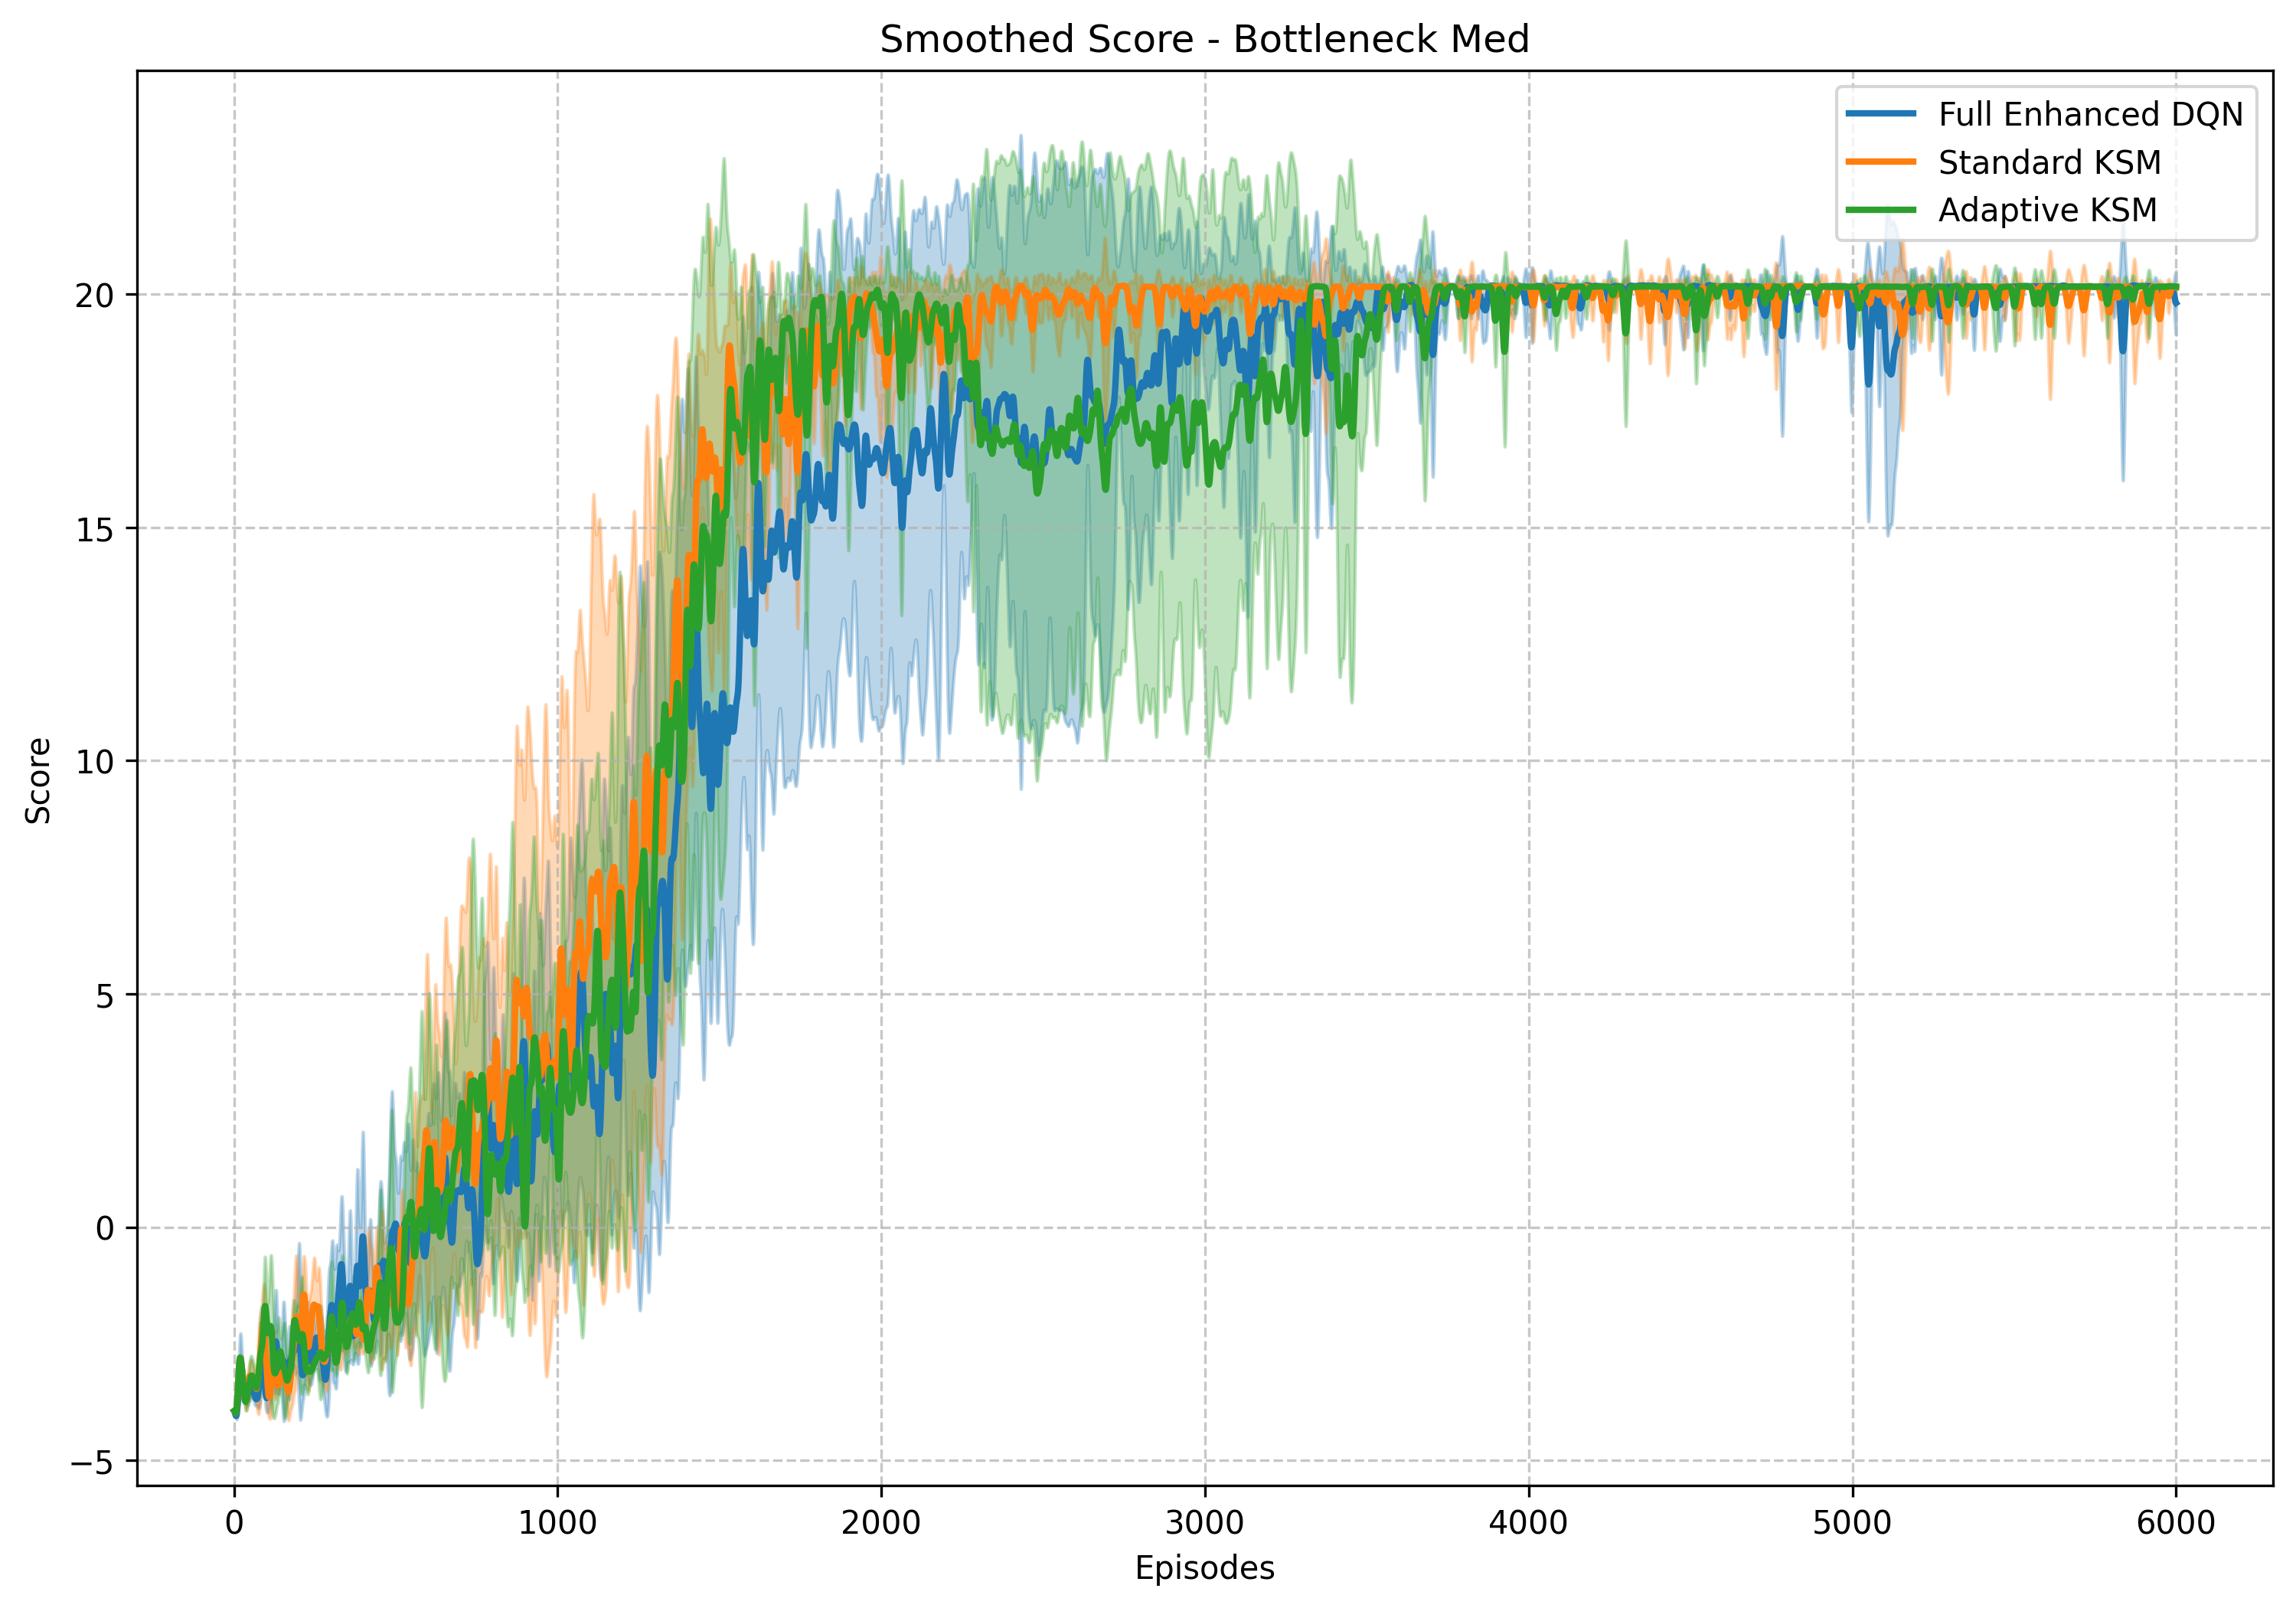 Smoothed Score - Bottleneck Med
Full Enhanced DQN
Standard KSM
Adaptive KSM
Score
20
15
10
5
0
−5
0 1000 2000 3000 4000 5000 6000
Episodes